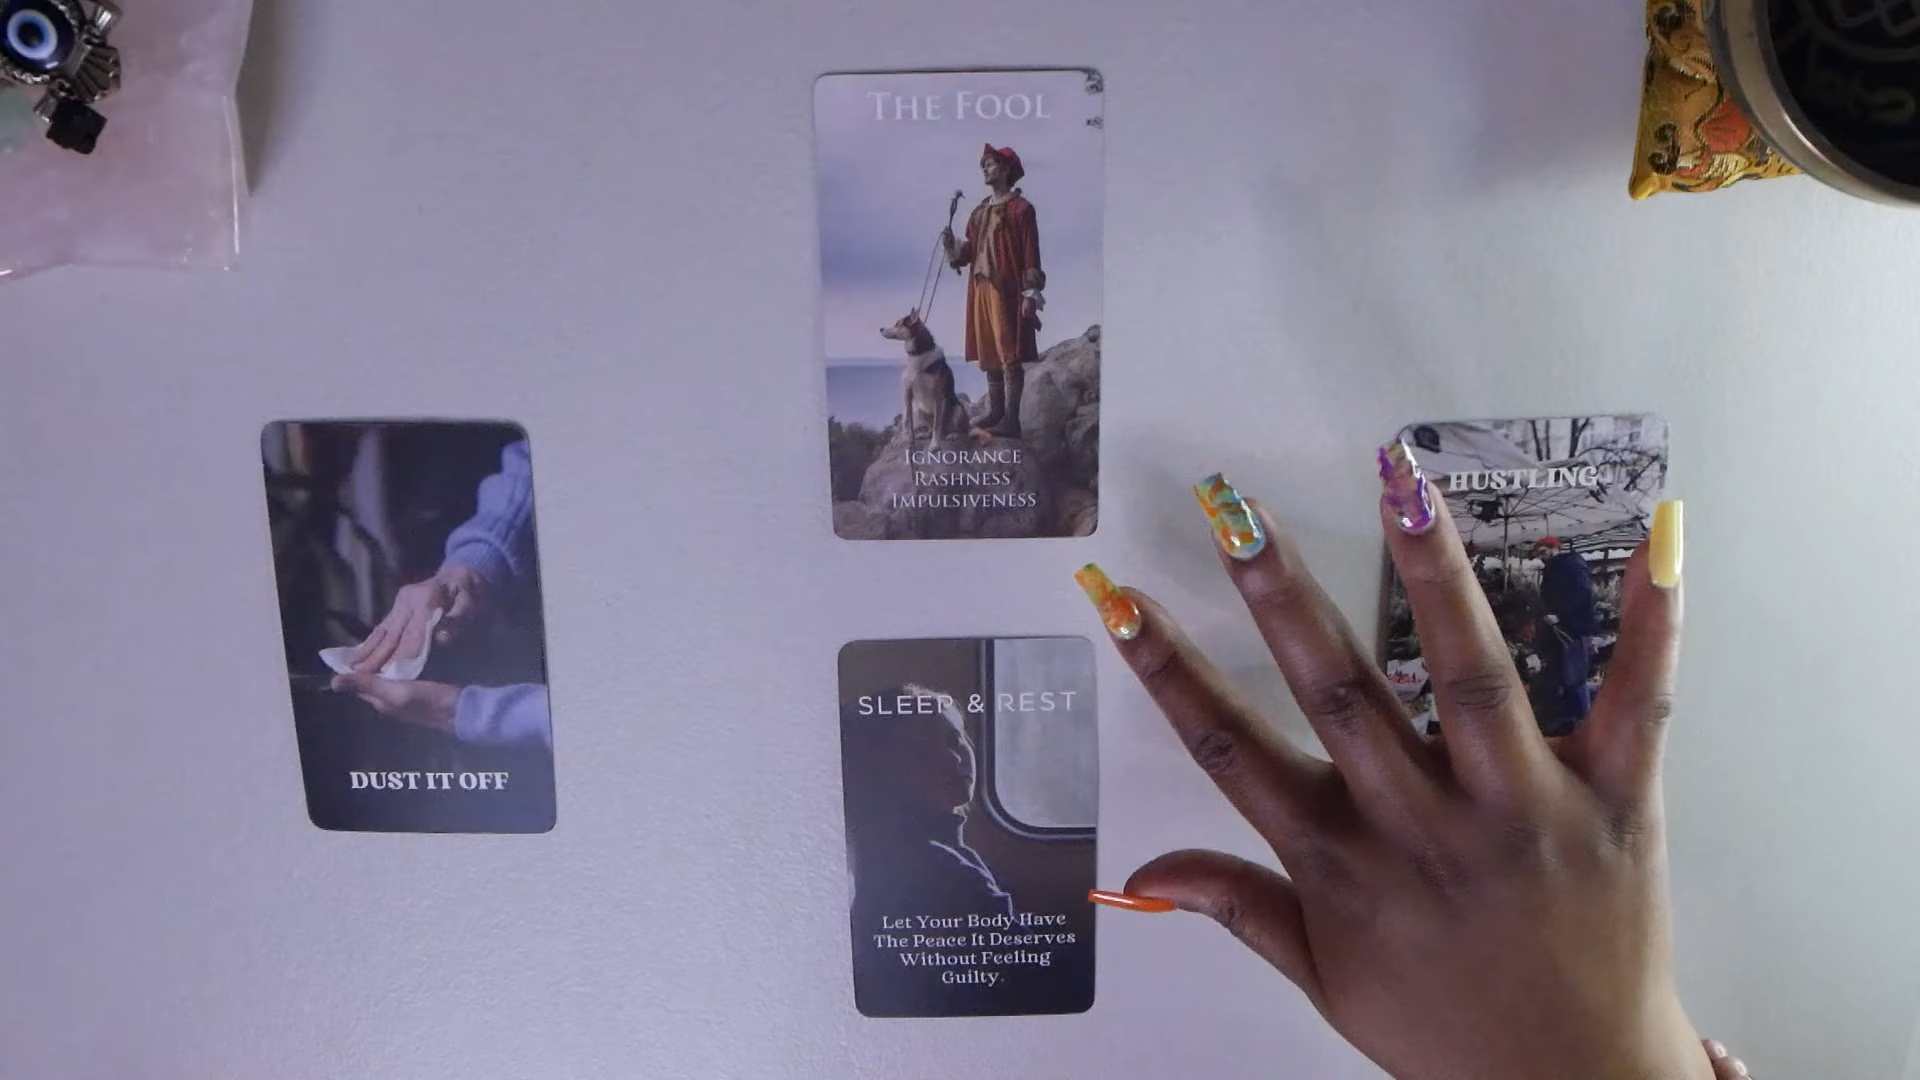 THE FOOL
IGNORANCE
RASHNESS
IMPULSIVENESS
HUSTLING
DUST IT OFF
SLEEP & REST
Let Your Body Have
The Peace It Deserves
Without Feeling
Guilty.